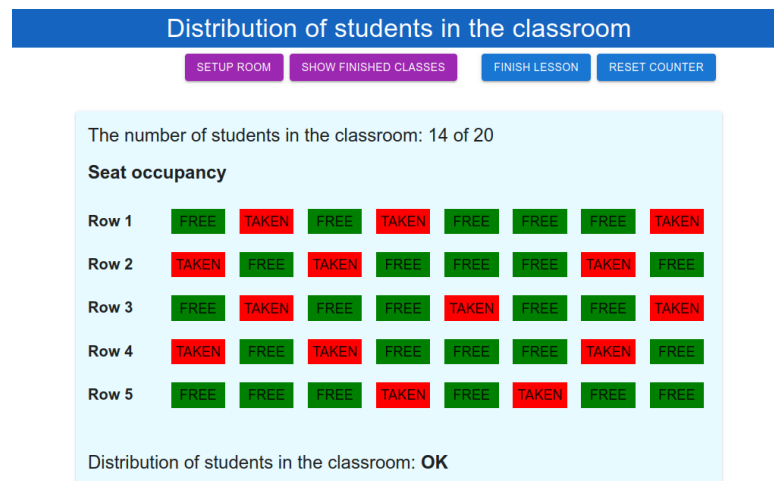 Distribution of students in the classroom
SETUP ROOM SHOW FINISHED CLASSES FINISH LESSON RESET COUNTER
The number of students in the classroom: 14 of 20
Seat occupancy
Row 1 FREE TAKEN FREE TAKEN FREE FREE FREE TAKEN
Row 2 TAKEN FREE TAKEN FREE FREE FREE TAKEN FREE
Row 3 FREE TAKEN FREE FREE TAKEN FREE FREE TAKEN
Row 4 TAKEN FREE TAKEN FREE FREE FREE TAKEN FREE
Row 5 FREE FREE FREE TAKEN FREE TAKEN FREE FREE
Distribution of students in the classroom: OK